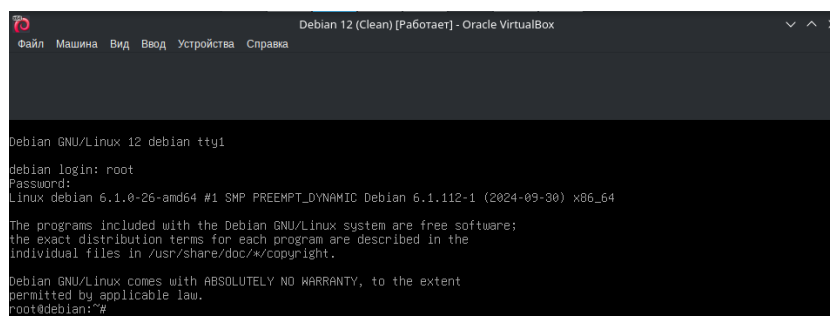 Debian 12 (Clean) [Работает] - Oracle VirtualBox
Файл Машина Вид Ввод Устройства Справка
Debian GNU/Linux 12 debian tty1
debian login: root
Password:
Linux debian 6.1.0-26-amd64 #1 SMP PREEMPT_DYNAMIC Debian 6.1.112-1 (2024-09-30) x86_64
The programs included with the Debian GNU/Linux system are free software;
the exact distribution terms for each program are described in the
individual files in /usr/share/doc/*/copyright.
Debian GNU/Linux comes with ABSOLUTELY NO WARRANTY, to the extent
permitted by applicable law.
root@debian:~#